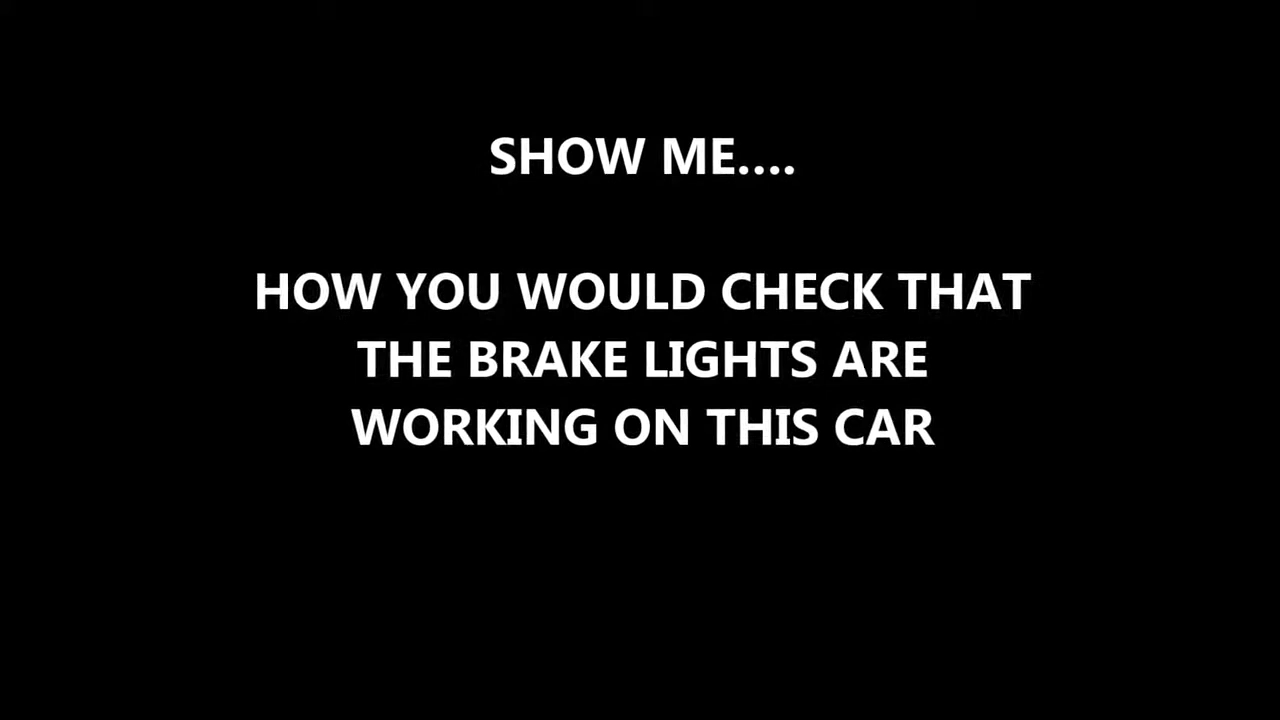 SHOW ME....
HOW YOU WOULD CHECK THAT
THE BRAKE LIGHTS ARE
WORKING ON THIS CAR